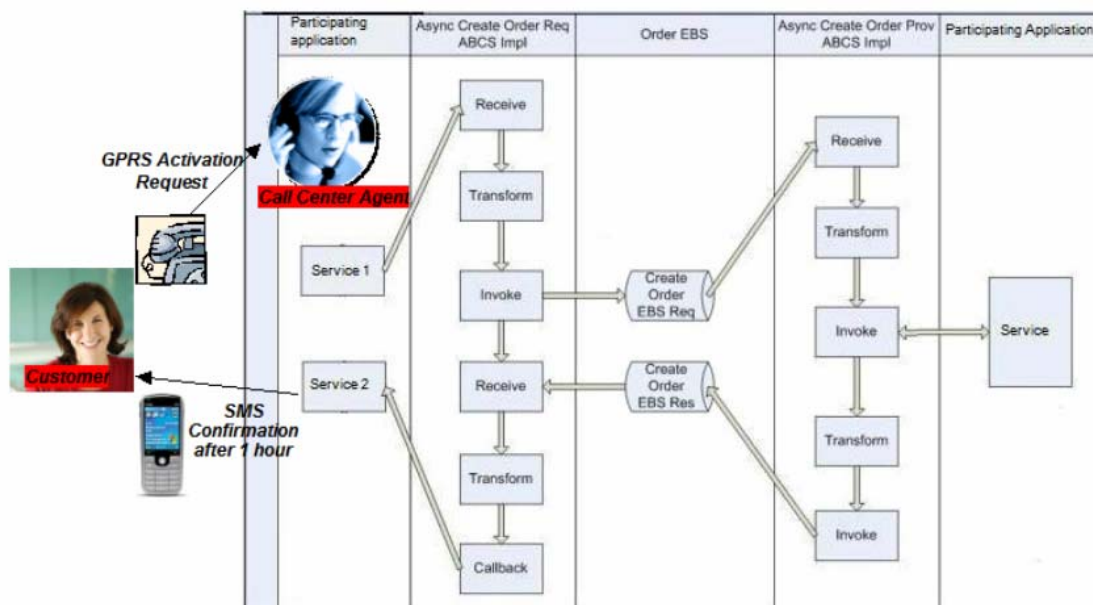 Participating
application
Async Create Order Req
ABCS Impl
Order EBS
Async Create Order Prov
ABCS Impl
Participating Application
GPRS Activation
Request
Call Center Agent
Customer
SMS
Confirmation
after 1 hour
Service 1
Service 2
Receive
Transform
Invoke
Receive
Transform
Callback
Create
Order
EBS Req
Create
Order
EBS Res
Receive
Transform
Invoke
Transform
Invoke
Service